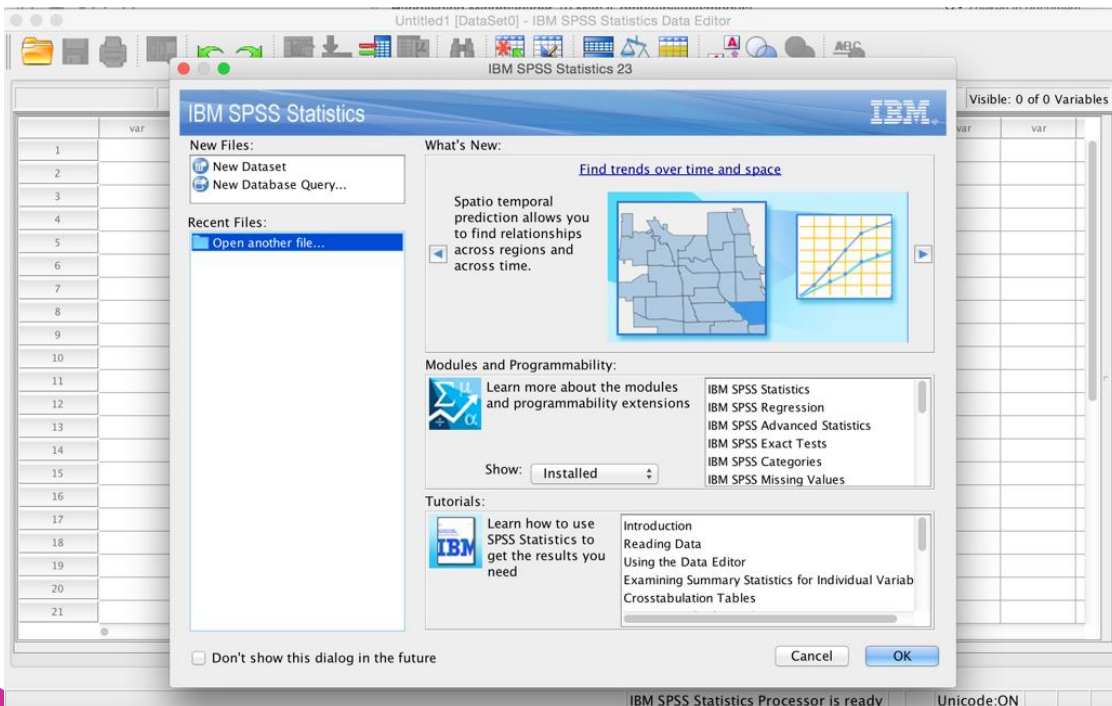 Untitled1 [DataSet0] - IBM SPSS Statistics Data Editor
IBM SPSS Statistics 23
Visible: 0 of 0 Variables
IBM SPSS Statistics
IBM
var
var
var
New Files:
New Dataset
New Database Query...
Recent Files:
Open another file...
What's New:
Find trends over time and space
Spatio temporal
prediction allows you
to find relationships
across regions and
across time.
Modules and Programmability:
Learn more about the modules
and programmability extensions
Show: Installed
IBM SPSS Statistics
IBM SPSS Regression
IBM SPSS Advanced Statistics
IBM SPSS Exact Tests
IBM SPSS Categories
IBM SPSS Missing Values
Tutorials:
IBM
Learn how to use
SPSS Statistics to
get the results you
need
Introduction
Reading Data
Using the Data Editor
Examining Summary Statistics for Individual Variab
Crosstabulation Tables
1
2
3
4
5
6
7
8
9
10
11
12
13
14
15
16
17
18
19
20
21
Don't show this dialog in the future
Cancel
OK
IBM SPSS Statistics Processor is ready
Unicode:ON